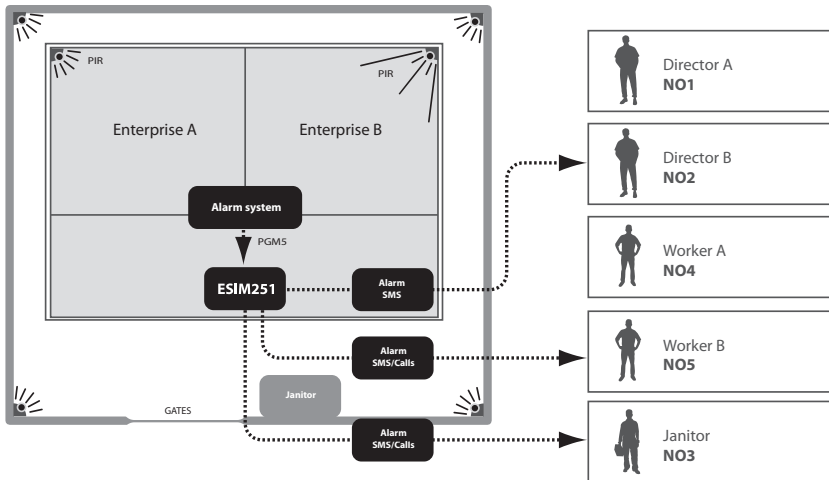 PIR
PIR
Enterprise A
Enterprise B
Alarm system
PGM5
ESIM251
Alarm
SMS
Alarm
SMS/Calls
Janitor
GATES
Alarm
SMS/Calls
Director A
NO1
Director B
NO2
Worker A
NO4
Worker B
NO5
Janitor
NO3